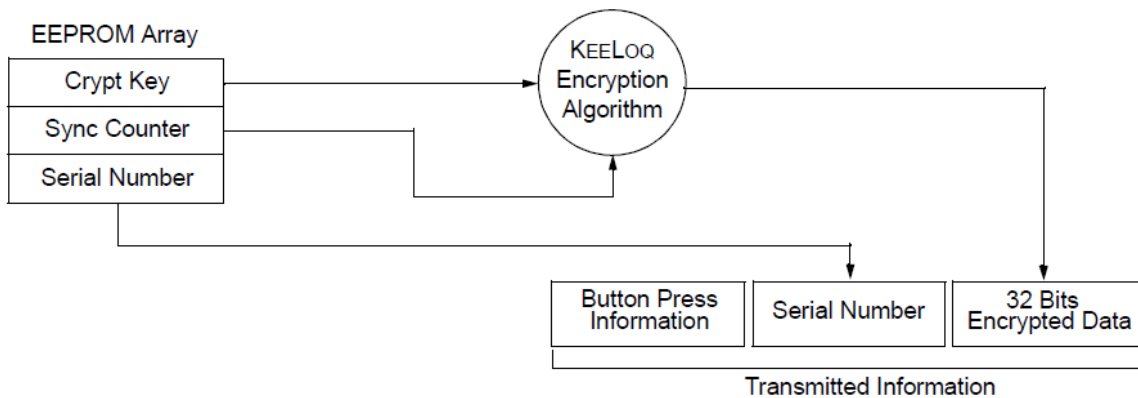 EEPROM Array
Crypt Key
Sync Counter
Serial Number
KEELOQ
Encryption
Algorithm
Button Press
Information
Serial Number
32 Bits
Encrypted Data
Transmitted Information